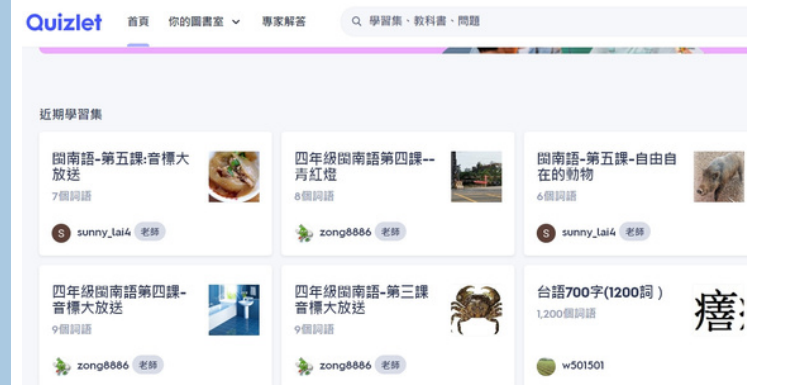 Quizlet
首頁
你的圖書室
專家解答
學習集、教科書、問題
近期學習集
閩南語-第五課:音標大
放送
7個詞語
S sunny_lai4 老師
四年級閩南語第四課--
青紅燈
8個詞語
zong8886 老師
閩南語-第五課-自由自
在的動物
6個詞語
S sunny_lai4 老師
四年級閩南語第四課-
音標大放送
9個詞語
zong8886 老師
四年級閩南語-第三課
音標大放送
9個詞語
zong8886 老師
台語700字(1200詞 )
1,200個詞語
w501501